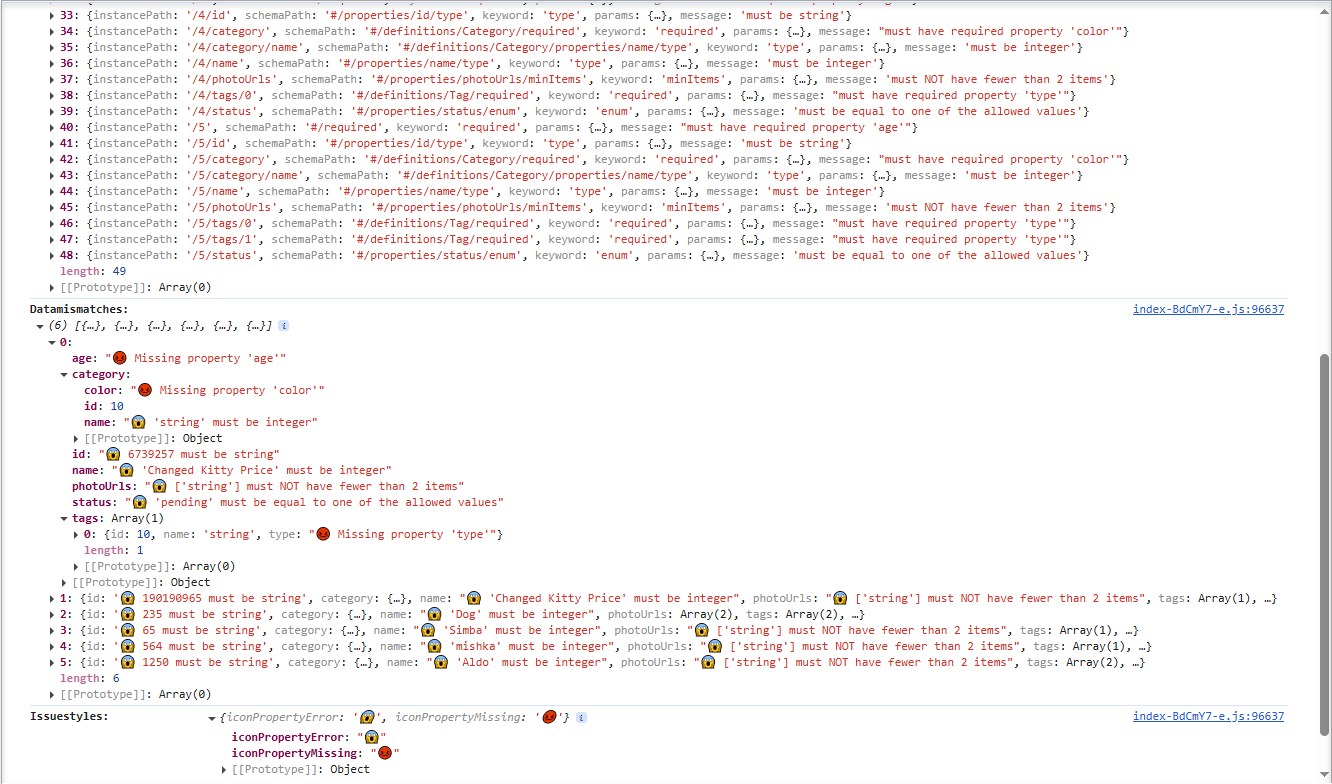 33: {instancePath: '/4/id', schemaPath: '#/properties/id/type', keyword: 'type', params: {…}, message: 'must be string'}
34: {instancePath: '/4/category', schemaPath: '#/definitions/Category/required', keyword: 'required', params: {…}, message: "must have required property 'color'"}
35: {instancePath: '/4/category/name', schemaPath: '#/definitions/Category/properties/name/type', keyword: 'type', params: {…}, message: 'must be integer'}
36: {instancePath: '/4/name', schemaPath: '#/properties/name/type', keyword: 'type', params: {…}, message: 'must be integer'}
37: {instancePath: '/4/photoUrls', schemaPath: '#/properties/photoUrls/minItems', keyword: 'minItems', params: {…}, message: 'must NOT have fewer than 2 items'}
38: {instancePath: '/4/tags/0', schemaPath: '#/definitions/Tag/required', keyword: 'required', params: {…}, message: "must have required property 'type'"}
39: {instancePath: '/4/status', schemaPath: '#/properties/status/enum', keyword: 'enum', params: {…}, message: 'must be equal to one of the allowed values'}
40: {instancePath: '/5', schemaPath: '#/required', keyword: 'required', params: {…}, message: "must have required property 'age'"}
41: {instancePath: '/5/id', schemaPath: '#/properties/id/type', keyword: 'type', params: {…}, message: 'must be string'}
42: {instancePath: '/5/category', schemaPath: '#/definitions/Category/required', keyword: 'required', params: {…}, message: "must have required property 'color'"}
43: {instancePath: '/5/category/name', schemaPath: '#/definitions/Category/properties/name/type', keyword: 'type', params: {…}, message: 'must be integer'}
44: {instancePath: '/5/name', schemaPath: '#/properties/name/type', keyword: 'type', params: {…}, message: 'must be integer'}
45: {instancePath: '/5/photoUrls', schemaPath: '#/properties/photoUrls/minItems', keyword: 'minItems', params: {…}, message: 'must NOT have fewer than 2 items'}
46: {instancePath: '/5/tags/0', schemaPath: '#/definitions/Tag/required', keyword: 'required', params: {…}, message: "must have required property 'type'"}
47: {instancePath: '/5/tags/1', schemaPath: '#/definitions/Tag/required', keyword: 'required', params: {…}, message: "must have required property 'type'"}
48: {instancePath: '/5/status', schemaPath: '#/properties/status/enum', keyword: 'enum', params: {…}, message: 'must be equal to one of the allowed values'}
length: 49
[[Prototype]]: Array(0)
Datamismatches: index-BdCmY7-e.js:96637
(6) [{…}, {…}, {…}, {…}, {…}, {…}] i
0:
age: "😡 Missing property 'age'"
category:
color: "😡 Missing property 'color'"
id: 10
name: "😱 'string' must be integer"
[[Prototype]]: Object
id: "😱 6739257 must be string"
name: "😱 'Changed Kitty Price' must be integer"
photoUrls: "😱 ['string'] must NOT have fewer than 2 items"
status: "😱 'pending' must be equal to one of the allowed values"
tags: Array(1)
0: {id: 10, name: 'string', type: "😡 Missing property 'type'"}
length: 1
[[Prototype]]: Array(0)
[[Prototype]]: Object
1: {id: '😱 190190965 must be string', category: {…}, name: "😱 'Changed Kitty Price' must be integer", photoUrls: "😱 ['string'] must NOT have fewer than 2 items", tags: Array(1), …}
2: {id: '😱 235 must be string', category: {…}, name: "😱 'Dog' must be integer", photoUrls: Array(2), tags: Array(2), …}
3: {id: '😱 65 must be string', category: {…}, name: "😱 'Simba' must be integer", photoUrls: "😱 ['string'] must NOT have fewer than 2 items", tags: Array(1), …}
4: {id: '😱 564 must be string', category: {…}, name: "😱 'mishka' must be integer", photoUrls: "😱 ['string'] must NOT have fewer than 2 items", tags: Array(1), …}
5: {id: '😱 1250 must be string', category: {…}, name: "😱 'Aldo' must be integer", photoUrls: "😱 ['string'] must NOT have fewer than 2 items", tags: Array(2), …}
length: 6
[[Prototype]]: Array(0)
Issuestyles: {iconPropertyError: '😱', iconPropertyMissing: '😡'} i index-BdCmY7-e.js:96637
iconPropertyError: "😱"
iconPropertyMissing: "😡"
[[Prototype]]: Object